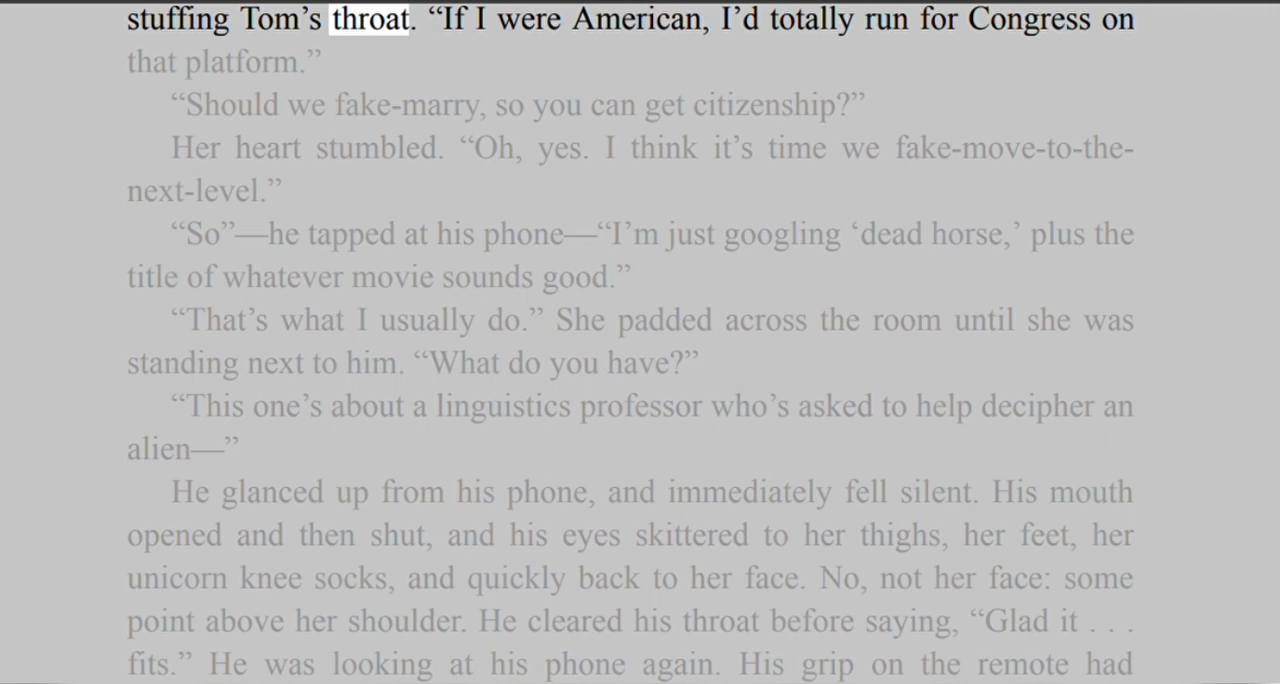 stuffing Tom’s throat. “If I were American, I’d totally run for Congress on
that platform.”
“Should we fake-marry, so you can get citizenship?”
Her heart stumbled. “Oh, yes. I think it’s time we fake-move-to-the-
next-level.”
“So”—he tapped at his phone—“I’m just googling ‘dead horse,’ plus the
title of whatever movie sounds good.”
“That’s what I usually do.” She padded across the room until she was
standing next to him. “What do you have?”
“This one’s about a linguistics professor who’s asked to help decipher an
alien—”
He glanced up from his phone, and immediately fell silent. His mouth
opened and then shut, and his eyes skittered to her thighs, her feet, her
unicorn knee socks, and quickly back to her face. No, not her face: some
point above her shoulder. He cleared his throat before saying, “Glad it . . .
fits.” He was looking at his phone again. His grip on the remote had